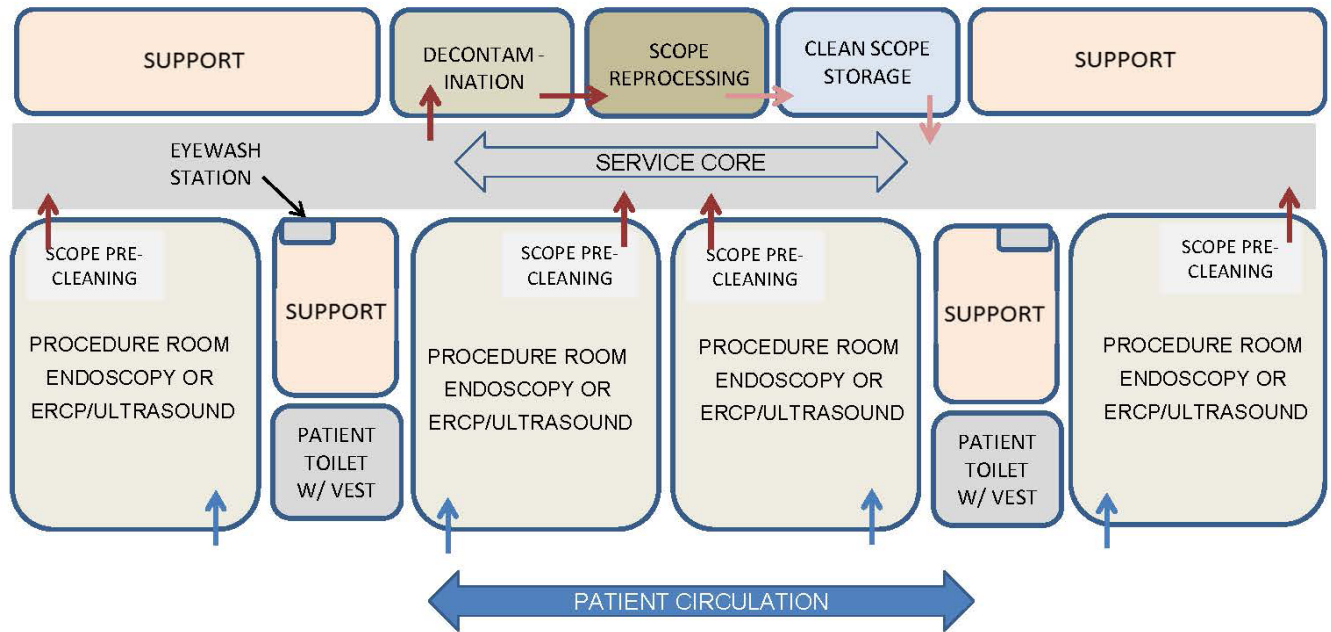 SUPPORT
DECONTAM -
INATION
SCOPE
REPROCESSING
CLEAN SCOPE
STORAGE
SUPPORT
EYEWASH
STATION
SERVICE CORE
SCOPE PRE-
CLEANING
PROCEDURE ROOM
ENDOSCOPY OR
ERCP/ULTRASOUND
SUPPORT
PATIENT
TOILET
W/ VEST
SCOPE PRE-
CLEANING
PROCEDURE ROOM
ENDOSCOPY OR
ERCP/ULTRASOUND
SCOPE PRE-
CLEANING
PROCEDURE ROOM
ENDOSCOPY OR
ERCP/ULTRASOUND
SUPPORT
PATIENT
TOILET
W/ VEST
SCOPE PRE-
CLEANING
PROCEDURE ROOM
ENDOSCOPY OR
ERCP/ULTRASOUND
PATIENT CIRCULATION